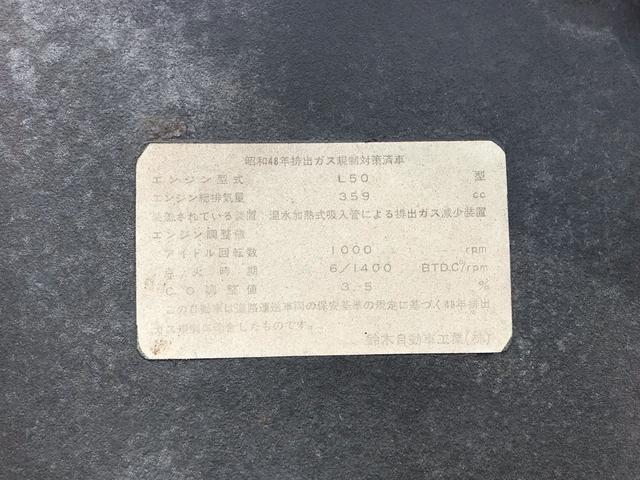 昭和48年排出ガス規制対策済車
エンジン型式 L50 型
エンジン総排気量 359 cc
装着されている装置 温水加熱式吸入管による排出ガス減少装置
エンジン調整値
アイドル回転数 1000 rpm
点火時期 6/1400 BTDC°/rpm
CO調整値 3.5 %
この自動車は道路運送車両の保安基準の規定に基づく48年排出
ガス規制に適合したものです。
鈴木自動車工業(株)